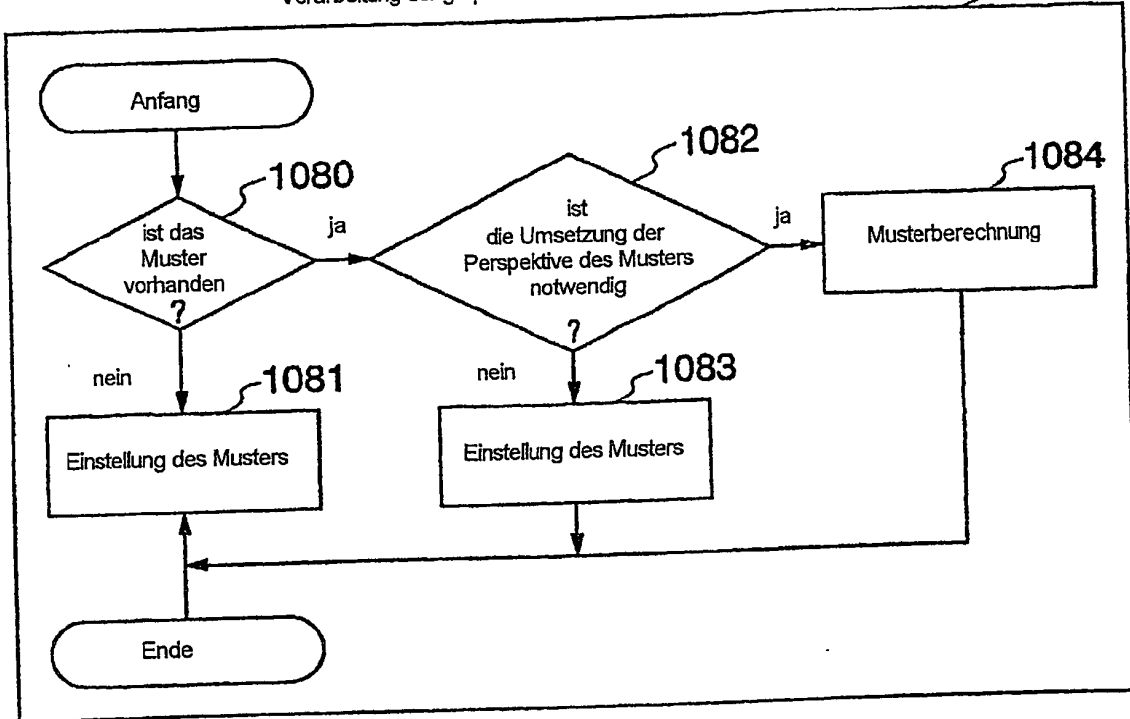 Anfang
1080
ist das
Muster
vorhanden
?
ja
1082
ist
die Umsetzung der
Perspektive des Musters
notwendig
?
ja
1084
Musterberechnung
nein
1081
Einstellung des Musters
nein
1083
Einstellung des Musters
Ende